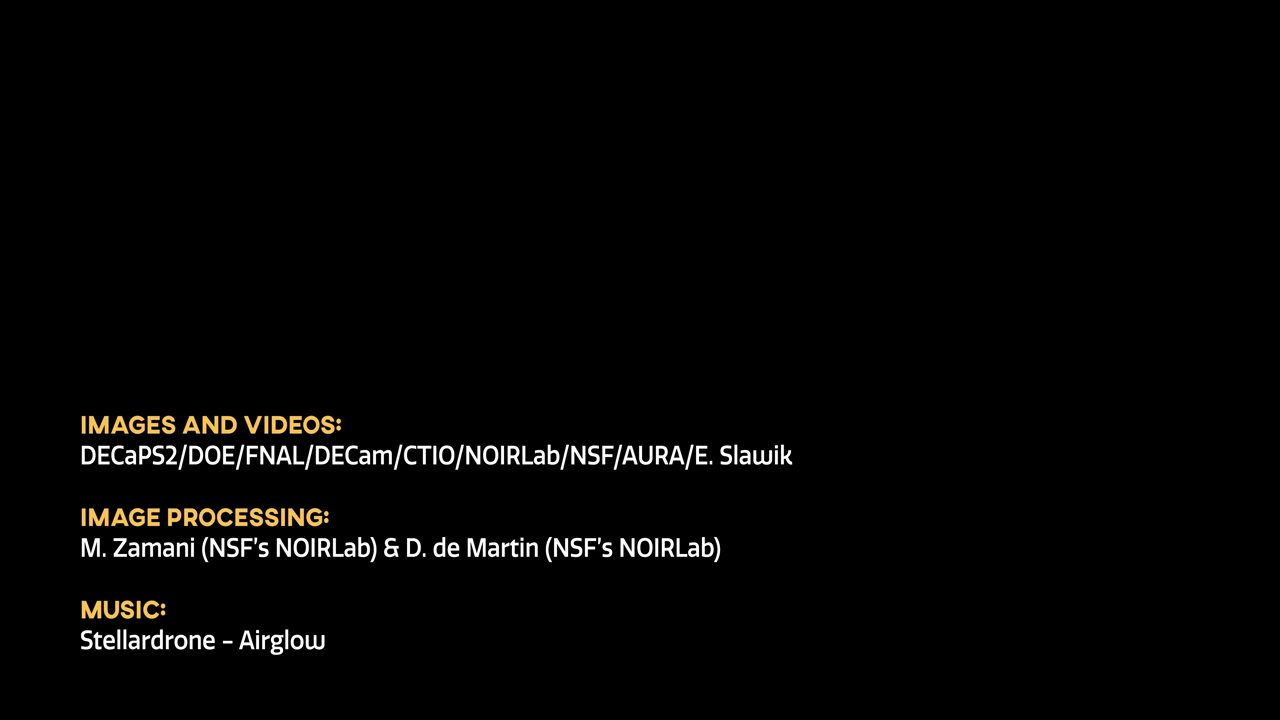 IMAGES AND VIDEOS:
DECaPS2/DOE/FNAL/DECam/CTIO/NOIRLab/NSF/AURA/E. Slawik
IMAGE PROCESSING:
M. Zamani (NSF's NOIRLab) & D. de Martin (NSF's NOIRLab)
MUSIC:
Stellardrone – Airglow